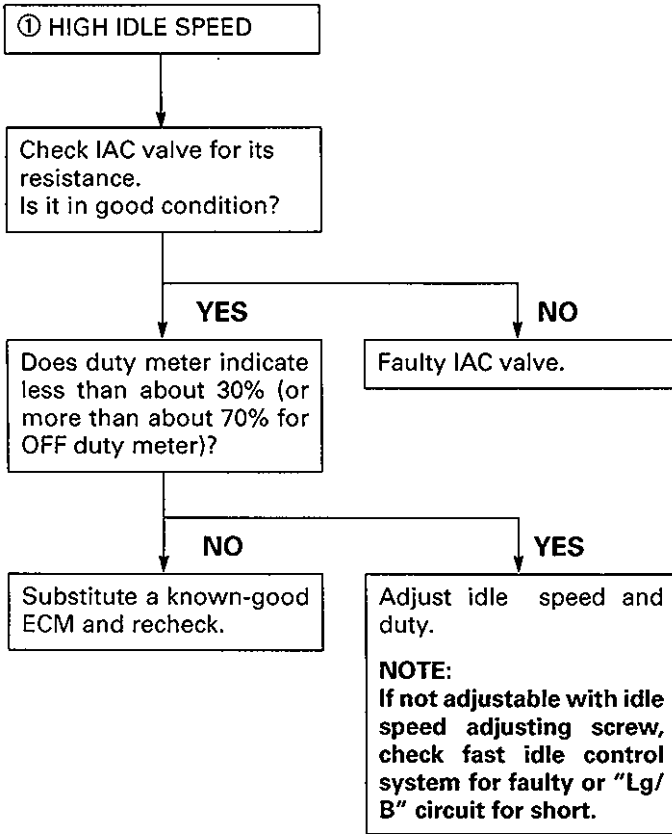 ① HIGH IDLE SPEED
Check IAC valve for its
resistance.
Is it in good condition?
YES
NO
Does duty meter indicate
less than about 30% (or
more than about 70% for
OFF duty meter)?
Faulty IAC valve.
NO
YES
Substitute a known-good
ECM and recheck.
Adjust idle speed and
duty.
NOTE:
If not adjustable with idle
speed adjusting screw,
check fast idle control
system for faulty or "Lg/
B" circuit for short.